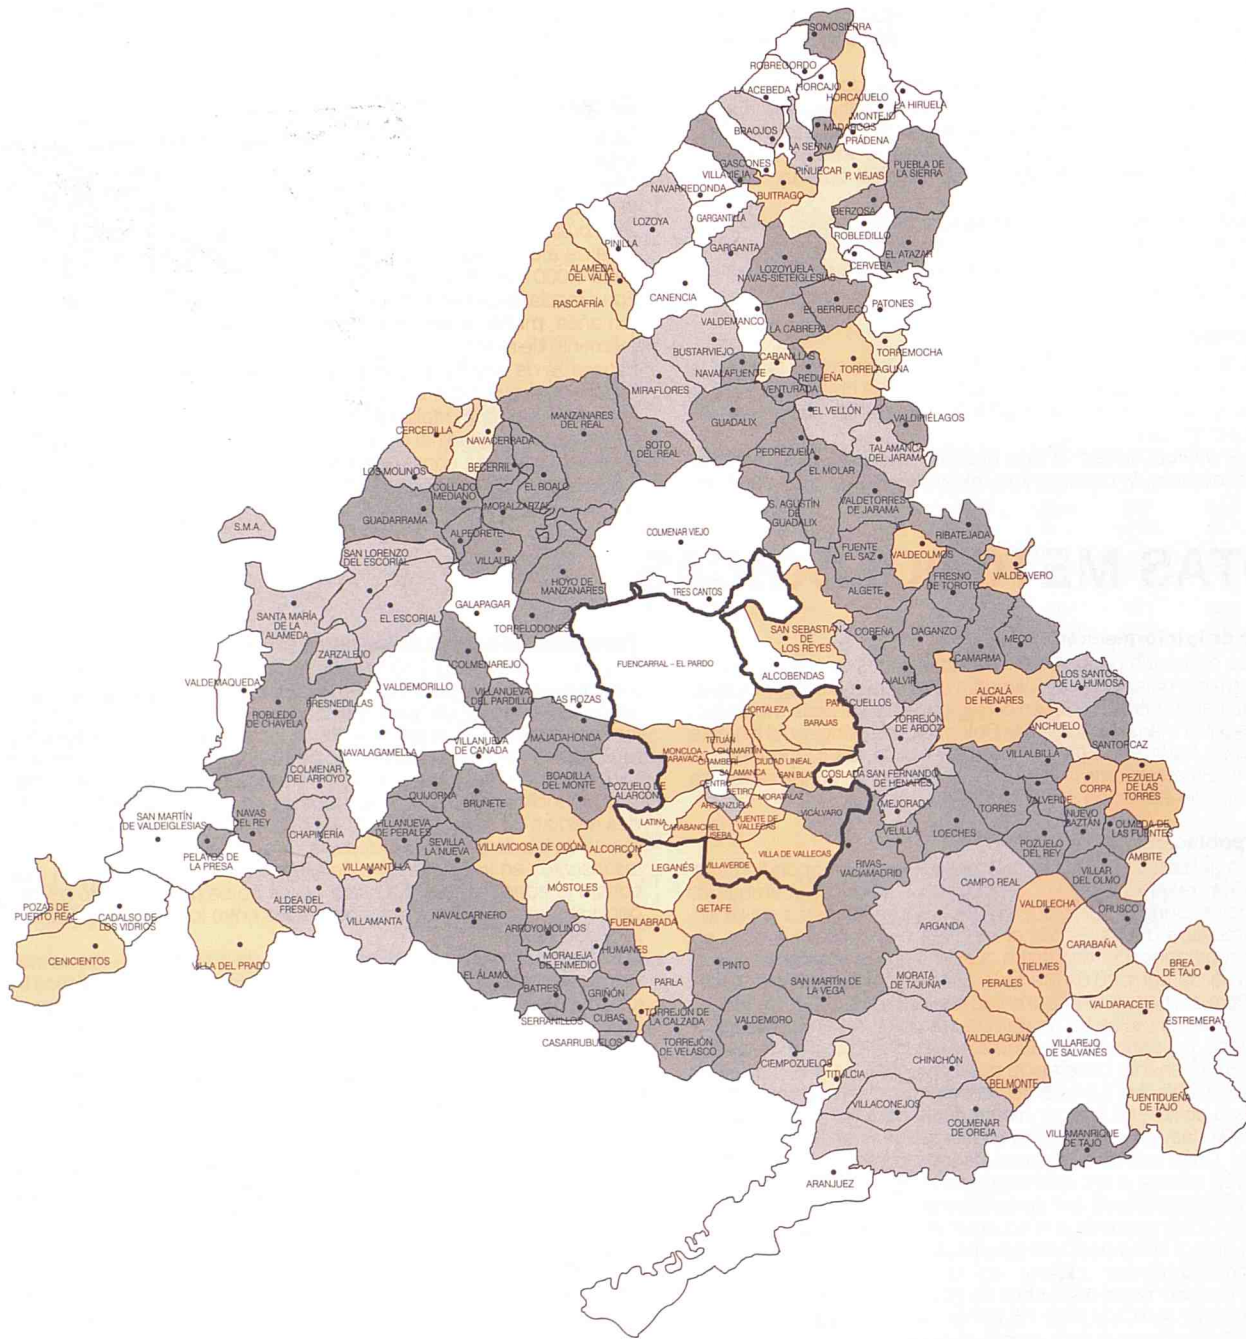 SOMOSIERRA
ROBREGORDO
HORCAJO
LA ACEBEDA
HORCAJUELO
LA HIRUELA
MONTEJO
MADARCOS
PRÁDENA
BRAOJOS
LA SERNA
GASCONES
PIÑUECAR
P. VIEJAS
PUEBLA DE
LA SIERRA
VILLAVIEJA
BUITRAGO
NAVARREDONDA
BERZOSA
GARGANTILLA
ROBLEDILLO
LOZOYA
PINILLA
GARGANTA
EL ATAZAR
CERVERA
ALAMEDA
DEL VALLE
LOZOYUELA
NAVAS-SIETEIGLESIAS
RASCAFRÍA
CANENCIA
PATONES
EL BERRUECO
VALDEMANCO
LA CABRERA
TORREMOCHA
BUSTARVIEJO
CABANILLAS
TORRELAGUNA
NAVALAFUENTE
REDUEÑA
MIRAFLORES
VENTURADA
MANZANARES
DEL REAL
GUADALIX
EL VELLÓN
VALDEPIÉLAGOS
CERCEDILLA
NAVACERRADA
SOTO
DEL REAL
PEDREZUELA
TALAMANCA
DEL JARAMA
LOS MOLINOS
BECERRIL
EL MOLAR
COLLADO
MEDIANO
EL BOALO
MORALZARZAL
VALDETORRES
DE JARAMA
S. AGUSTÍN
DE
GUADALIX
GUADARRAMA
S.M.A.
ALPEDRETE
COLMENAR VIEJO
RIBATEJADA
SAN LORENZO
DEL ESCORIAL
VILLALBA
FUENTE
EL SAZ
VALDEOLMOS
VALDEAVERO
HOYO DE
MANZANARES
FRESNO
DE TOROTE
ALGETE
TRES CANTOS
GALAPAGAR
SANTA MARÍA
DE LA
ALAMEDA
EL ESCORIAL
TORRELODONES
SAN SEBASTIÁN
DE
LOS REYES
COBEÑA
DAGANZO
MECO
ZARZALEJO
CAMARMA
COLMENAREJO
FUENCARRAL – EL PARDO
ALCOBENDAS
AJALVIR
LOS SANTOS
DE LA HUMOSA
VALDEMAQUEDA
VALDEMORILLO
VILLANUEVA
DEL PARDILLO
ALCALÁ
DE HENARES
FRESNEDILLAS
LAS ROZAS
PARACUELLOS
ROBLEDO
DE CHAVELA
HORTALEZA
BARAJAS
TORREJÓN
DE ARDOZ
ANCHUELO
SANTORCAZ
NAVALAGAMELLA
VILLANUEVA
DE CAÑADA
MAJADAHONDA
TETUÁN
CHAMARTÍN
VILLALBILLA
MONCLOA –
ARAVACA
CHAMBERÍ
CIUDAD LINEAL
COLMENAR
DEL ARROYO
BOADILLA
DEL MONTE
SALAMANCA
SAN BLAS
COSLADA
SAN FERNANDO
DE HENARES
CORPA
PEZUELA
DE LAS
TORRES
POZUELO
DE ALARCÓN
CENTRO
RETIRO
QUIJORNA
BRUNETE
MORATALAZ
TORRES
VALVERDE
NUEVO
BAZTÁN
ARGANZUELA
VICÁLVARO
MEJORADA
SAN MARTÍN
DE VALDEIGLESIAS
NAVAS
DEL REY
CHAPINERÍA
VILLANUEVA
DE PERALES
LATINA
CARABANCHEL
USERA
PUENTE DE
VALLECAS
VELILLA
LOECHES
OLMEDA DE
LAS FUENTES
SEVILLA
LA NUEVA
POZUELO
DEL REY
PELAYOS DE
LA PRESA
VILLAVICIOSA DE ODÓN
ALCORCÓN
VILLAVERDE
VILLA DE VALLECAS
AMBITE
VILLAMANTILLA
LEGANÉS
RIVAS–
VACIAMADRID
CAMPO REAL
VILLAR
DEL OLMO
POZAS DE
PUERTO REAL
ALDEA DEL
FRESNO
MÓSTOLES
GETAFE
VALDILECHA
ORUSCO
CADALSO DE
LOS VIDRIOS
VILLAMANTA
NAVALCARNERO
FUENLABRADA
ARGANDA
ARROYOMOLINOS
CARABAÑA
CENICIENTOS
VILLA DEL PRADO
MORALEJA
DE ENMEDIO
HUMANES
PINTO
TIELMES
BREA
DE TAJO
EL ÁLAMO
PARLA
SAN MARTÍN DE
LA VEGA
MORATA
DE TAJUÑA
PERALES
BATRES
GRIÑÓN
VALDARACETE
SERRANILLOS
CUBAS
TORREJÓN DE
LA CALZADA
VALDEMORO
ESTREMERA
CASARRUBUELOS
TORREJÓN
DE VELASCO
VALDELAGUNA
VILLAREJO
DE SALVANÉS
CIEMPOZUELOS
CHINCHÓN
TITULCIA
BELMONTE
VILLACONEJOS
FUENTIDUEÑA
DE TAJO
COLMENAR
DE OREJA
VILLAMANRIQUE
DE TAJO
ARANJUEZ